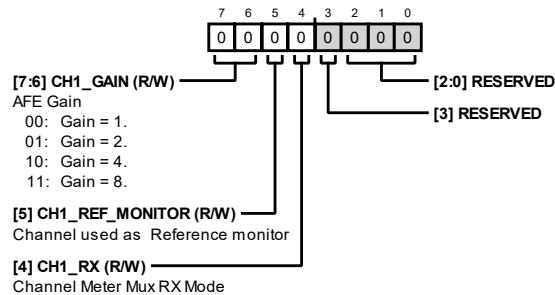 7 6 5 4 3 2 1 0
0 0 0 0 0 0 0 0
[7:6] CH1_GAIN (R/W)
AFE Gain
00: Gain = 1.
01: Gain = 2.
10: Gain = 4.
11: Gain = 8.
[5] CH1_REF_MONITOR (R/W)
Channel used as Reference monitor
[4] CH1_RX (R/W)
Channel Meter Mux RX Mode
[2:0] RESERVED
[3] RESERVED